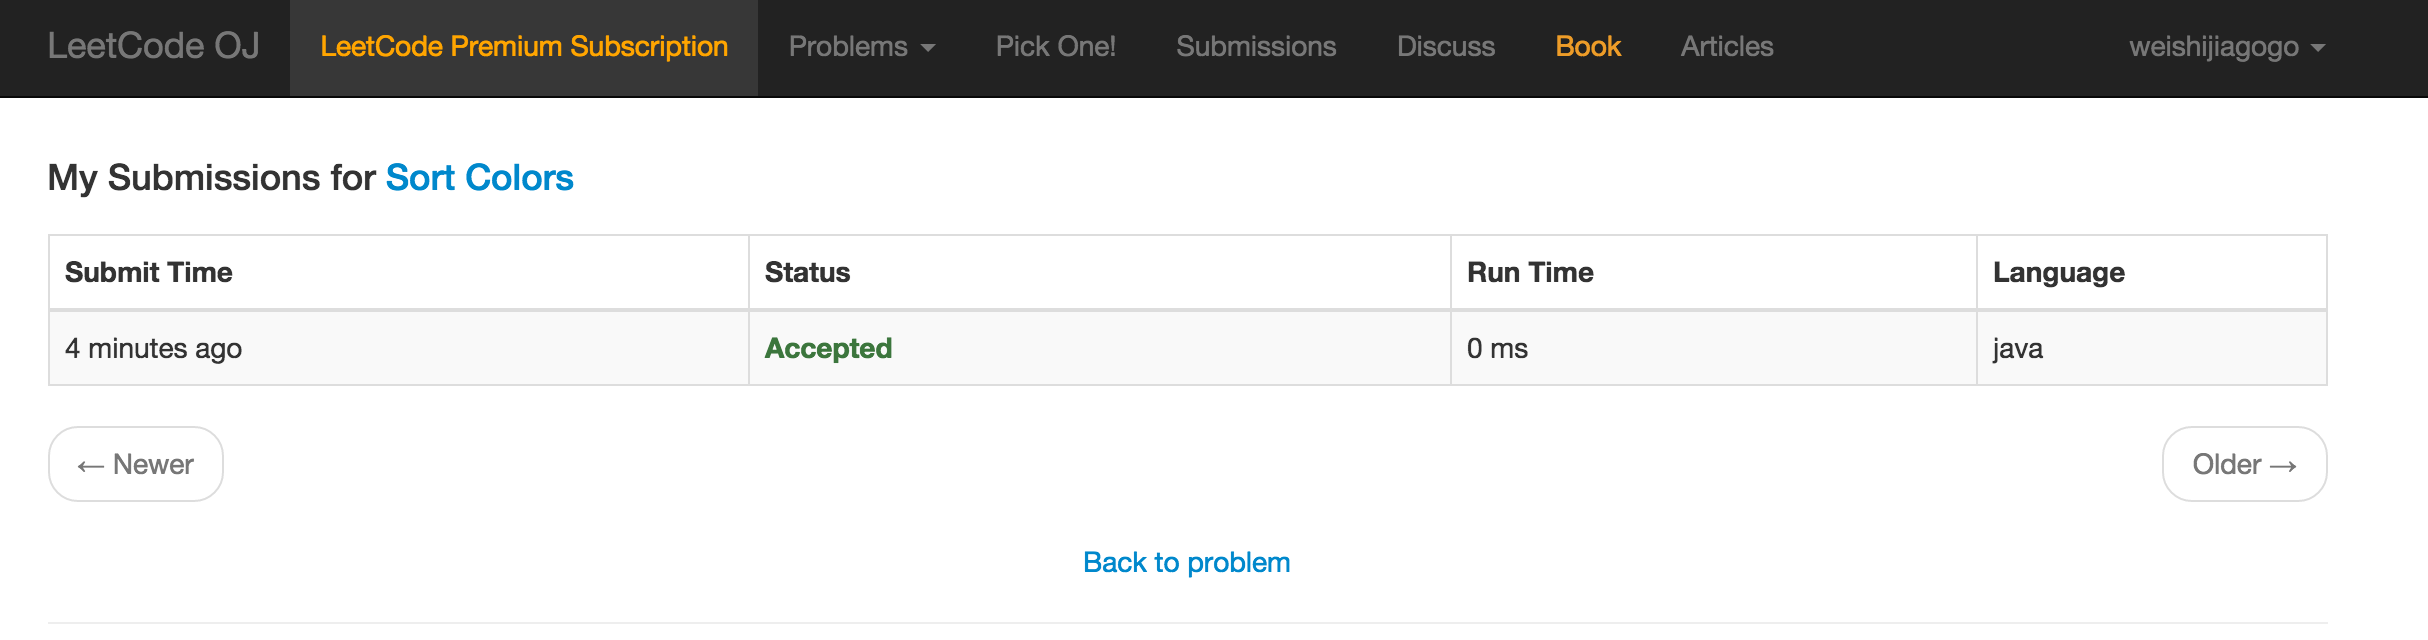 LeetCode OJ LeetCode Premium Subscription Problems Pick One! Submissions Discuss Book Articles weishijiagogo
My Submissions for Sort Colors
Submit Time Status Run Time Language
4 minutes ago Accepted 0 ms java
← Newer Older →
Back to problem